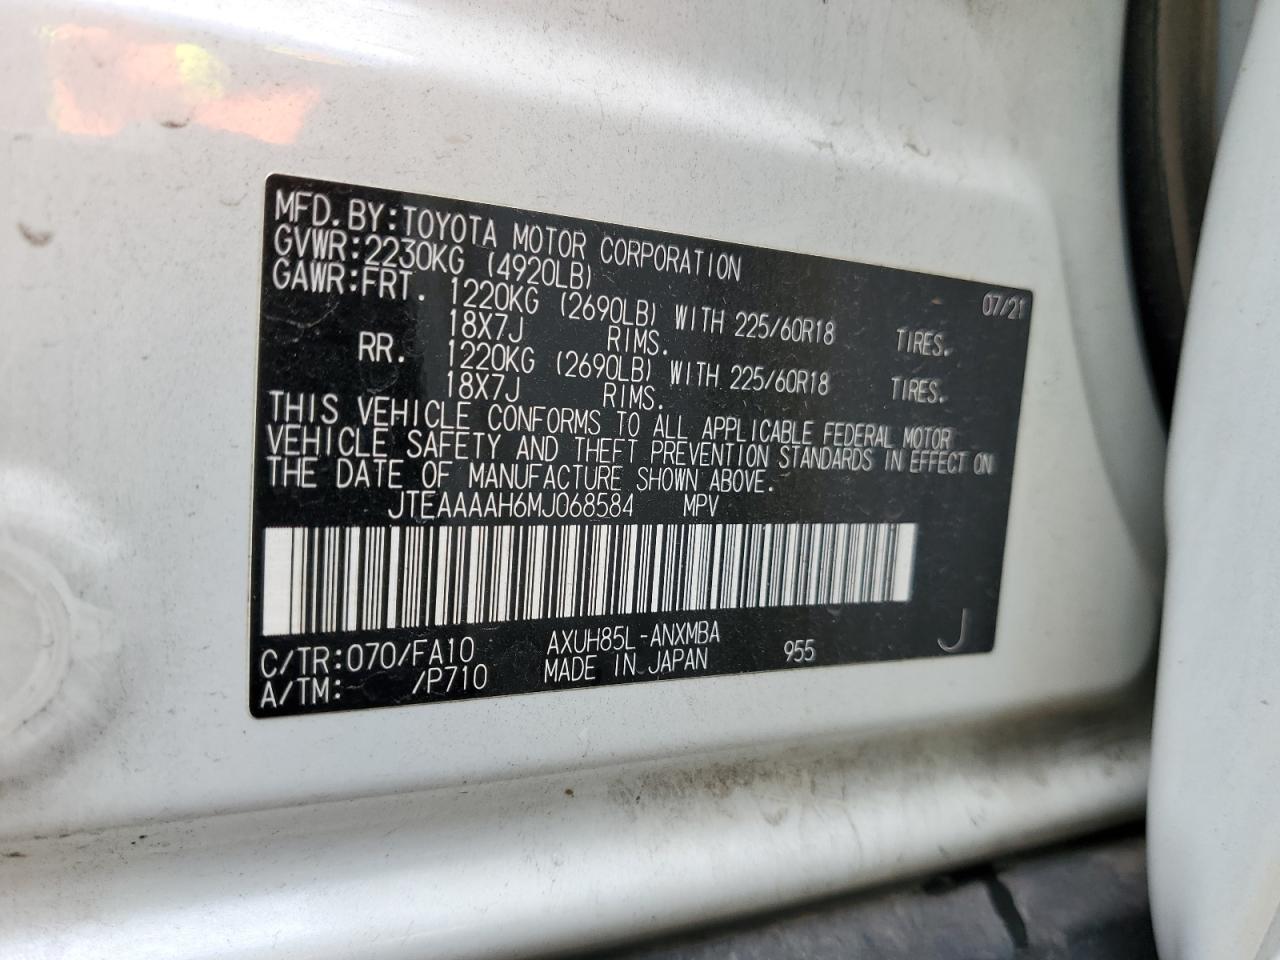 MFD. BY: TOYOTA MOTOR CORPORATION 07/21
GVWR: 2230KG (4920LB)
GAWR: FRT. 1220KG (2690LB) WITH 225/60R18 TIRES.
18X7J RIMS.
RR. 1220KG (2690LB) WITH 225/60R18 TIRES.
18X7J RIMS.
THIS VEHICLE CONFORMS TO ALL APPLICABLE FEDERAL MOTOR
VEHICLE SAFETY AND THEFT PREVENTION STANDARDS IN EFFECT ON
THE DATE OF MANUFACTURE SHOWN ABOVE.
JTEAAAAH6MJ068584 MPV
C/TR: 070/FA10 AXUH85L-ANXMBA 955 J
A/TM: /P710 MADE IN JAPAN